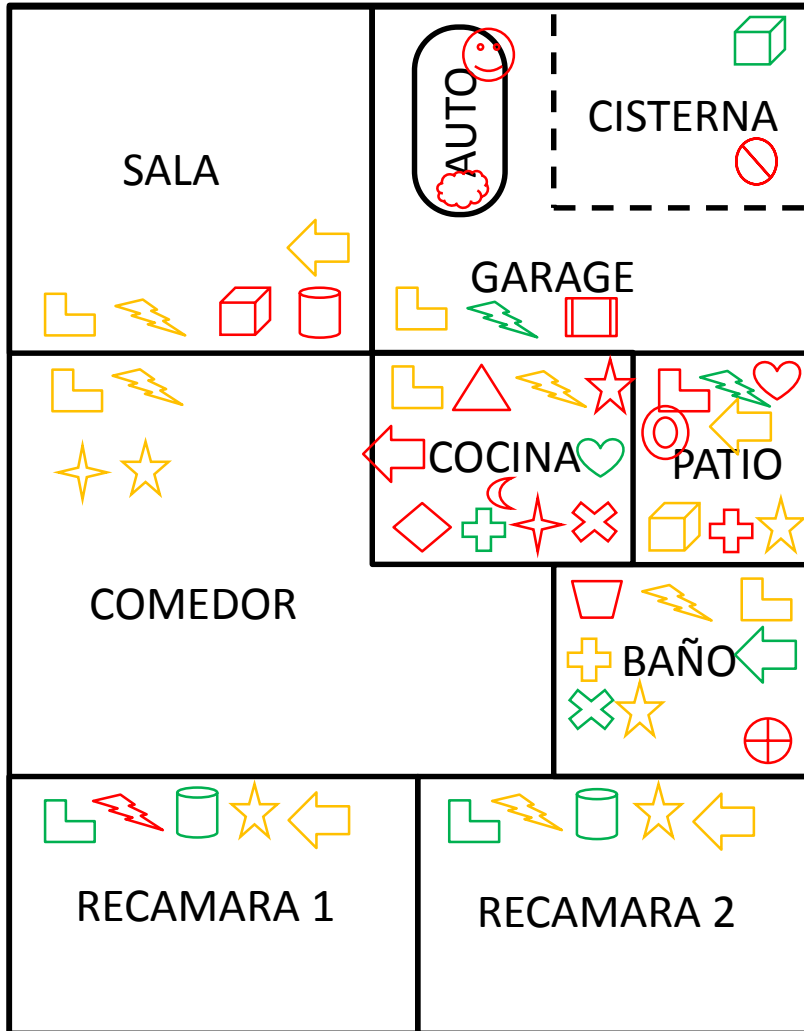 AUTO
CISTERNA
SALA
GARAGE
COCINA
PATIO
COMEDOR
BAÑO
RECAMARA 1
RECAMARA 2